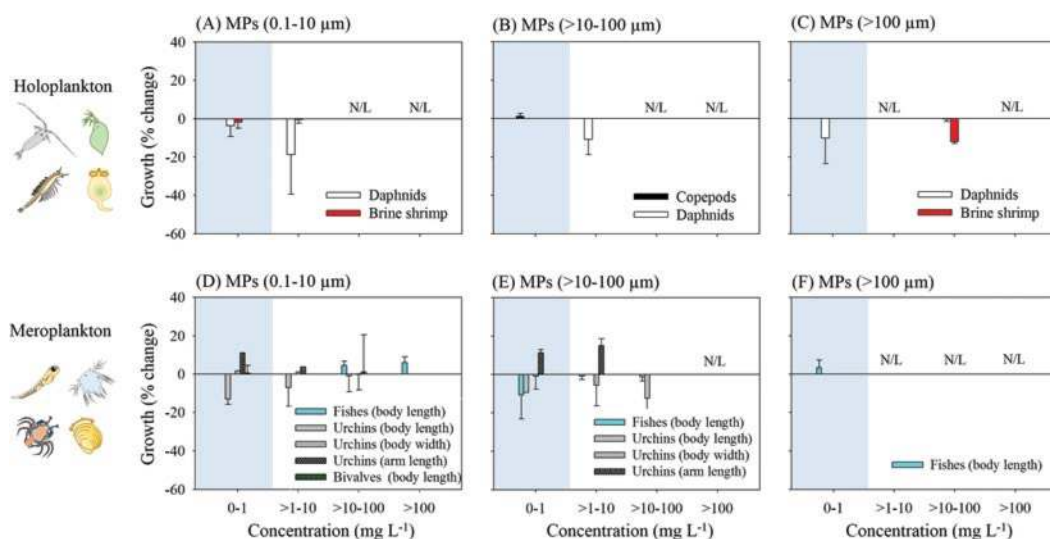 (A) MPs (0.1-10 µm)
(B) MPs (>10-100 µm)
(C) MPs (>100 µm)
Holoplankton
Growth (% change)
40
20
0
-20
-40
-60
N/L
N/L
Daphnids
Brine shrimp
N/L
N/L
Copepods
Daphnids
N/L
N/L
Daphnids
Brine shrimp
(D) MPs (0.1-10 µm)
(E) MPs (>10-100 µm)
(F) MPs (>100 µm)
Meroplankton
Growth (% change)
40
20
0
-20
-40
-60
Fishes (body length)
Urchins (body length)
Urchins (body width)
Urchins (arm length)
Bivalves (body length)
N/L
Fishes (body length)
Urchins (body length)
Urchins (body width)
Urchins (arm length)
N/L
N/L
N/L
Fishes (body length)
0-1 >1-10 >10-100 >100
0-1 >1-10 >10-100 >100
0-1 >1-10 >10-100 >100
Concentration (mg L-1)
Concentration (mg L-1)
Concentration (mg L-1)